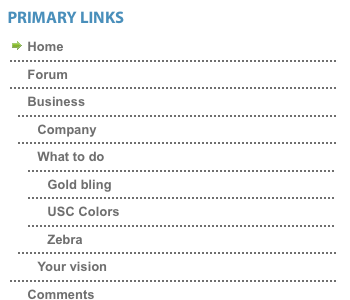 PRIMARY LINKS
Home
Forum
Business
Company
What to do
Gold bling
USC Colors
Zebra
Your vision
Comments